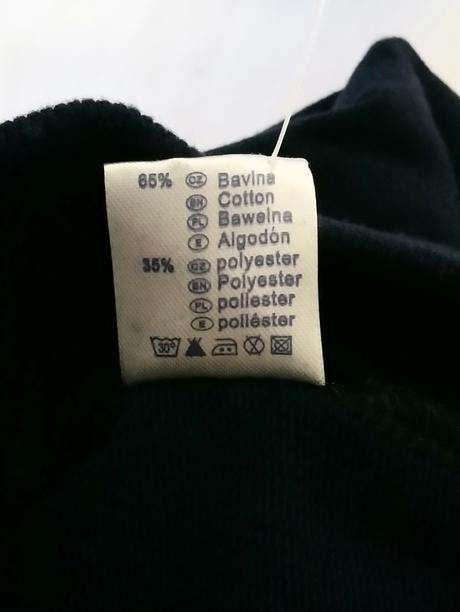 65% CZ Bavlna
EN Cotton
PL Bawełna
E Algodón
35% CZ polyester
EN Polyester
PL poliester
E poliéster
30°